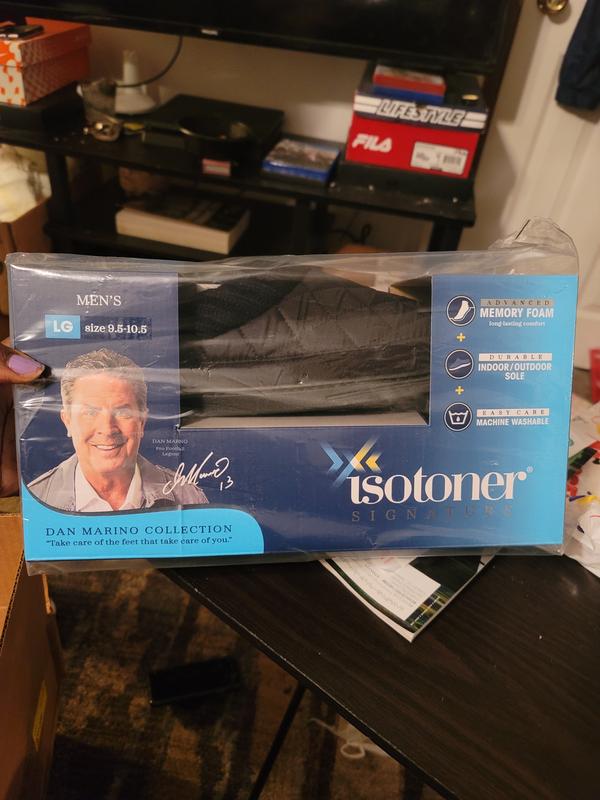 LIFESTYLE
FILA
MEN'S
LG size 9.5-10.5
DAN MARINO
Pro Football
Legend
13
DAN MARINO COLLECTION
"Take care of the feet that take care of you."
ADVANCED
MEMORY FOAM
long-lasting comfort
+
DURABLE
INDOOR/OUTDOOR
SOLE
+
EASY CARE
MACHINE WASHABLE
isotoner®
SIGNATURE